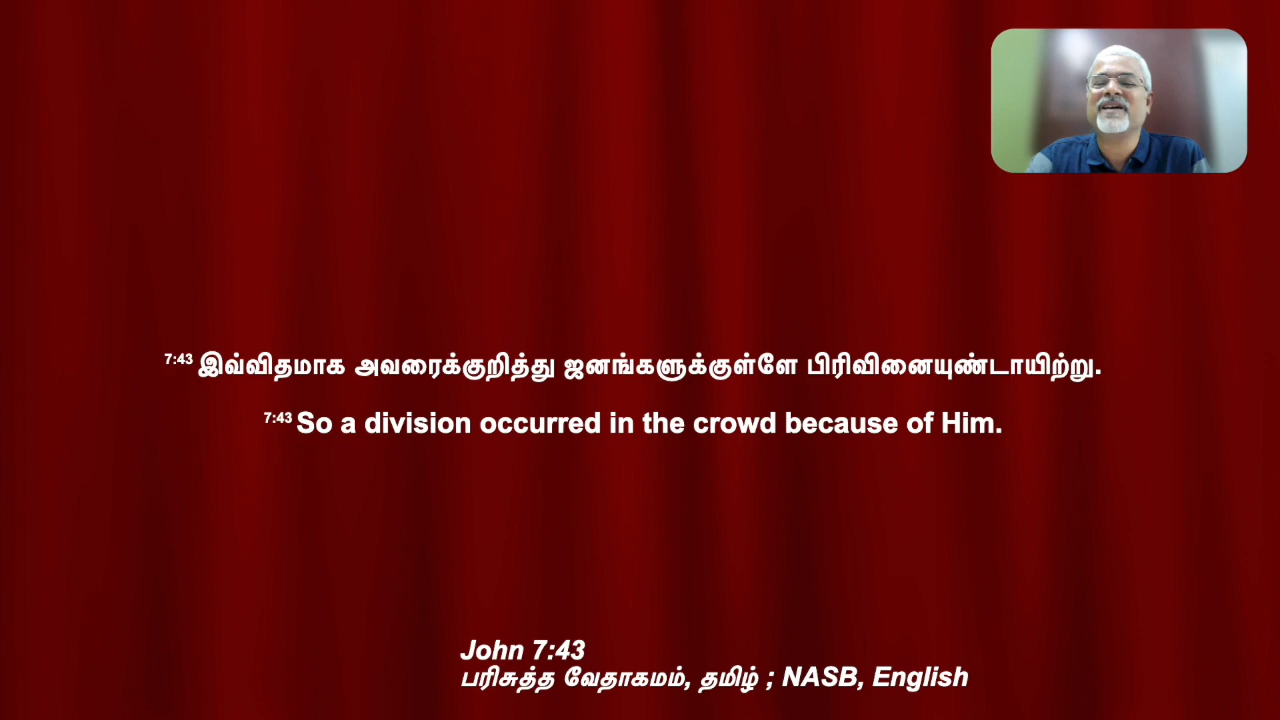 7:43 இவ்விதமாக அவரைக்குறித்து ஜனங்களுக்குள்ளே பிரிவினையுண்டாயிற்று.
7:43 So a division occurred in the crowd because of Him.
John 7:43
பரிசுத்த வேதாகமம், தமிழ் ; NASB, English